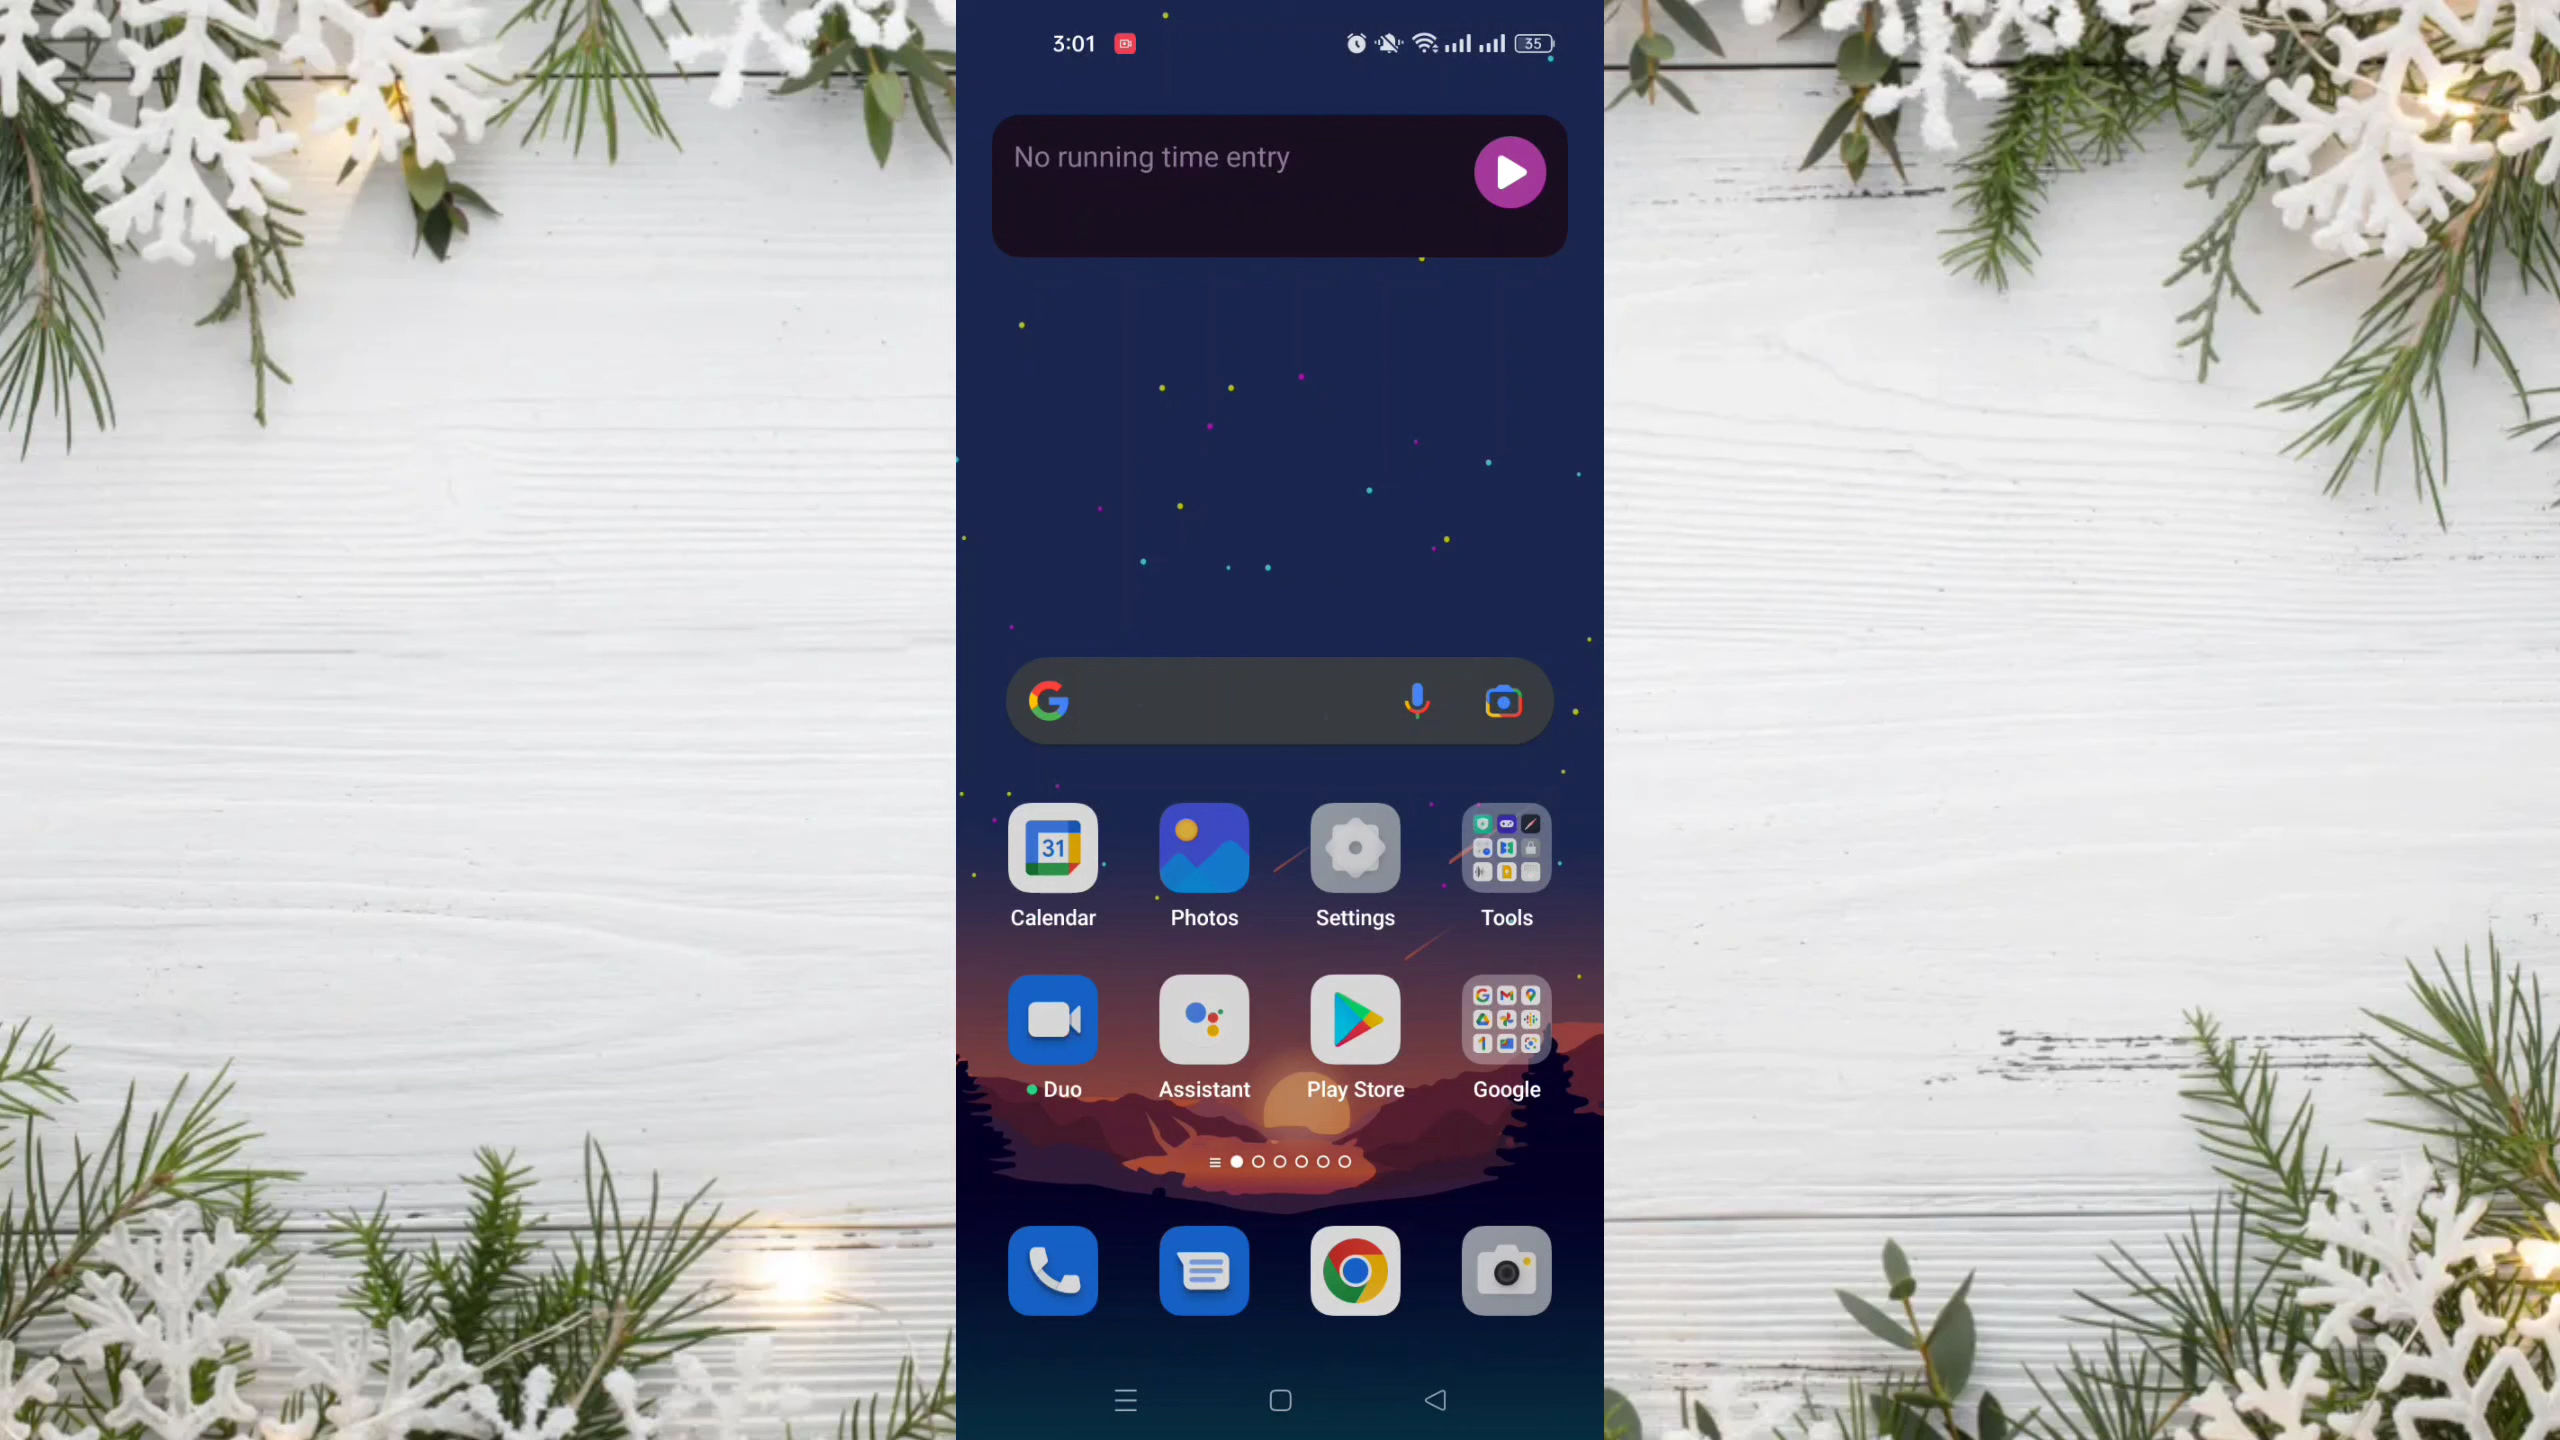 3:01
35
No running time entry
31
Calendar
Photos
Settings
Tools
Duo
Assistant
Play Store
Google